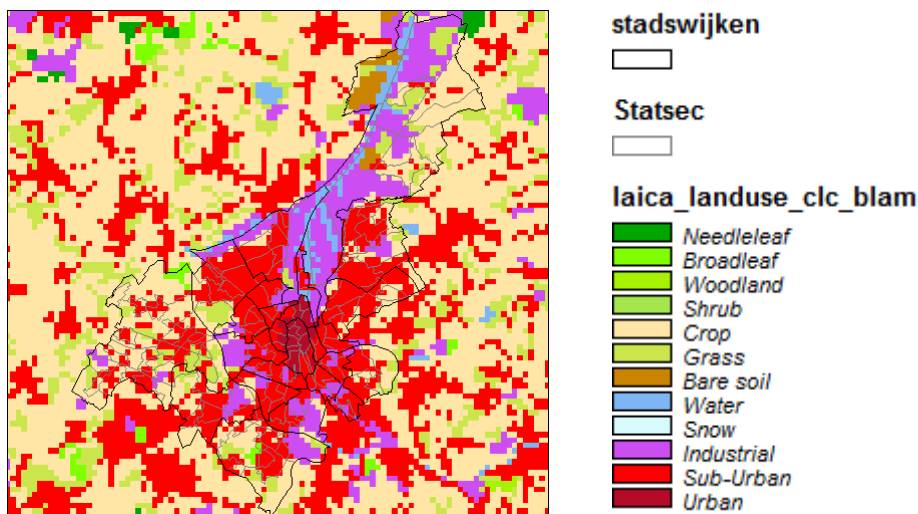 stadswijken
Statsec
laica_landuse_clc_blam
Needleleaf
Broadleaf
Woodland
Shrub
Crop
Grass
Bare soil
Water
Snow
Industrial
Sub-Urban
Urban